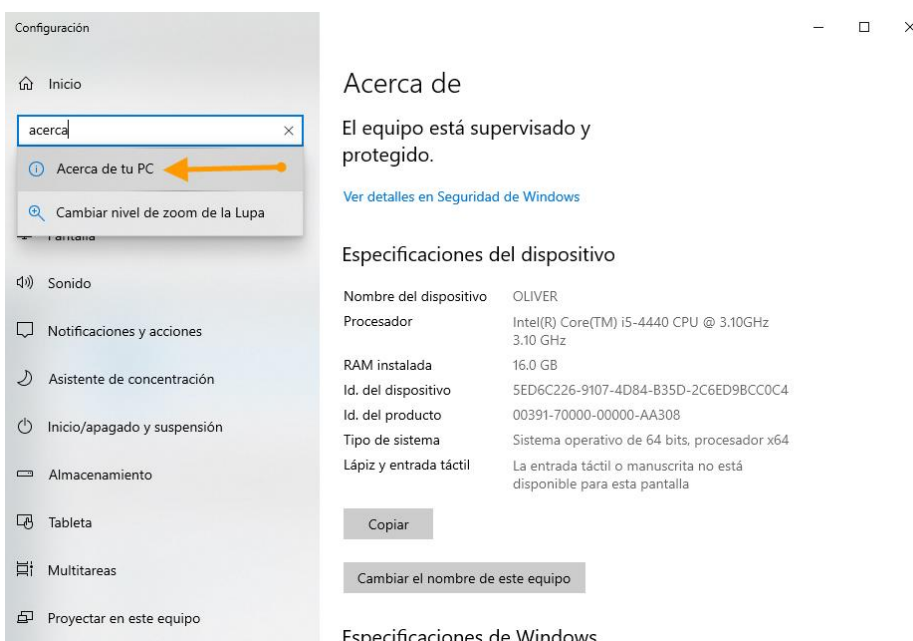 Configuración
Inicio
acerca
Acerca de tu PC
Cambiar nivel de zoom de la Lupa
Pantalla
Sonido
Notificaciones y acciones
Asistente de concentración
Inicio/apagado y suspensión
Almacenamiento
Tableta
Multitareas
Proyectar en este equipo
Acerca de
El equipo está supervisado y
protegido.
Ver detalles en Seguridad de Windows
Especificaciones del dispositivo
Nombre del dispositivo OLIVER
Procesador Intel(R) Core(TM) i5-4440 CPU @ 3.10GHz
3.10 GHz
RAM instalada 16.0 GB
Id. del dispositivo 5ED6C226-9107-4D84-B35D-2C6ED9BCC0C4
Id. del producto 00391-70000-00000-AA308
Tipo de sistema Sistema operativo de 64 bits, procesador x64
Lápiz y entrada táctil La entrada táctil o manuscrita no está
disponible para esta pantalla
Copiar
Cambiar el nombre de este equipo
Especificaciones de Windows